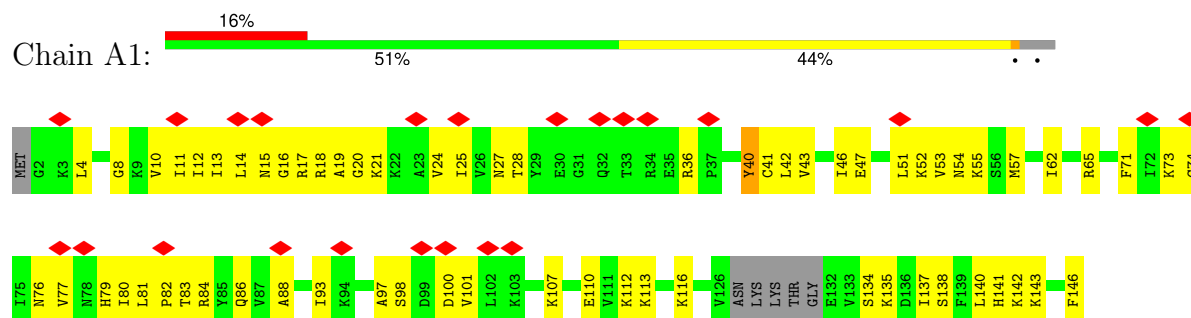 16%
Chain A1:
51% 44% • •
MET G2 K3 L4 G8 K9 V10 I11 I12 I13 L14 N15 G16 R17 R18 A19 G20 K21 K22 A23 V24 I25 V26 N27 T28 Y29 E30 G31 Q32 T33 R34 E35 R36 P37 Y40 C41 L42 V43 I46 E47 L51 K52 V53 N54 K55 S56 M57 I62 R65 F71 I72 K73
I75 N76 V77 N78 H79 I80 L81 P82 T83 R84 Y85 Q86 V87 A88 I93 K94 A97 S98 D99 D100 V101 L102 K103 K107 E110 V111 K112 K113 K116 V126 ASN LYS LYS THR GLY E132 V133 S134 K135 D136 I137 S138 F139 L140 H141 K142 K143 F146